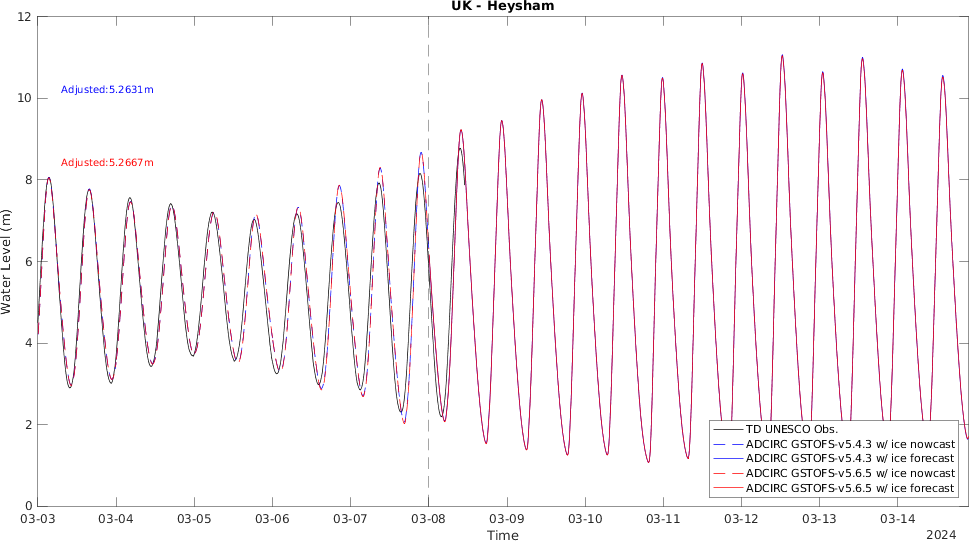 UK - Heysham
12
10
8
6
4
2
0
Water Level (m)
Adjusted:5.2631m
Adjusted:5.2667m
TD UNESCO Obs.
ADCIRC GSTOFS-v5.4.3 w/ ice nowcast
ADCIRC GSTOFS-v5.4.3 w/ ice forecast
ADCIRC GSTOFS-v5.6.5 w/ ice nowcast
ADCIRC GSTOFS-v5.6.5 w/ ice forecast
03-03 03-04 03-05 03-06 03-07 03-08 03-09 03-10 03-11 03-12 03-13 03-14
Time
2024